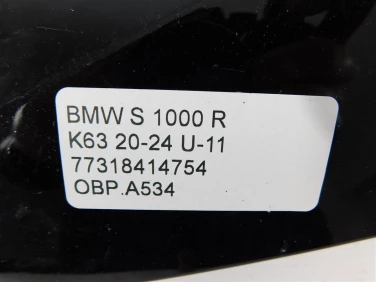 BMW S 1000 R
K63 20-24 U-11
77318414754
OBP.A534